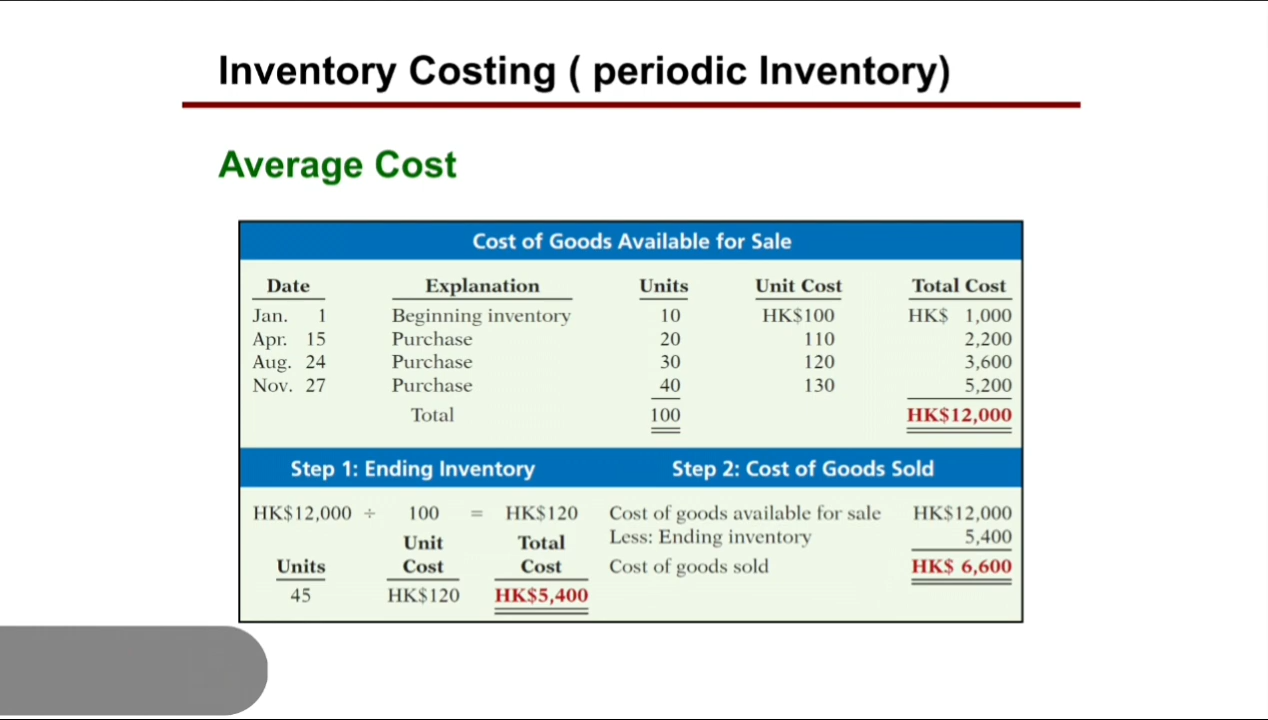 Inventory Costing ( periodic Inventory)
Average Cost
Cost of Goods Available for Sale
Date Explanation Units Unit Cost Total Cost
Jan. 1 Beginning inventory 10 HK$100 HK$ 1,000
Apr. 15 Purchase 20 110 2,200
Aug. 24 Purchase 30 120 3,600
Nov. 27 Purchase 40 130 5,200
Total 100 HK$12,000
Step 1: Ending Inventory Step 2: Cost of Goods Sold
HK$12,000 ÷ 100 = HK$120 Cost of goods available for sale HK$12,000
Unit Total Less: Ending inventory 5,400
Units Cost Cost Cost of goods sold HK$ 6,600
45 HK$120 HK$5,400